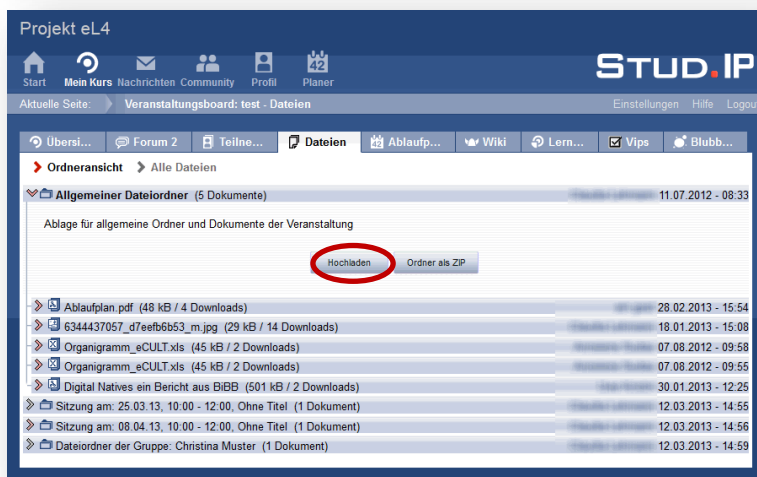 Projekt eL4
42
Start Mein Kurs Nachrichten Community Profil Planer
STUD.IP
Aktuelle Seite: Veranstaltungsboard: test - Dateien Einstellungen Hilfe Logou
Übersi... Forum 2 Teilne... Dateien Ablaufp... Wiki Lern... Vips Blubb...
Ordneransicht Alle Dateien
Allgemeiner Dateiordner (5 Dokumente) 11.07.2012 - 08:33
Ablage für allgemeine Ordner und Dokumente der Veranstaltung
Hochladen Ordner als ZIP
Ablaufplan.pdf (48 kB / 4 Downloads) 28.02.2013 - 15:54
6344437057_d7eefb6b53_m.jpg (29 kB / 14 Downloads) 18.01.2013 - 15:08
Organigramm_eCULT.xls (45 kB / 2 Downloads) 07.08.2012 - 09:58
Organigramm_eCULT.xls (45 kB / 2 Downloads) 07.08.2012 - 09:55
Digital Natives ein Bericht aus BiBB (501 kB / 2 Downloads) 30.01.2013 - 12:25
Sitzung am: 25.03.13, 10:00 - 12:00, Ohne Titel (1 Dokument) 12.03.2013 - 14:55
Sitzung am: 08.04.13, 10:00 - 12:00, Ohne Titel (1 Dokument) 12.03.2013 - 14:56
Dateiordner der Gruppe: Christina Muster (1 Dokument) 12.03.2013 - 14:59